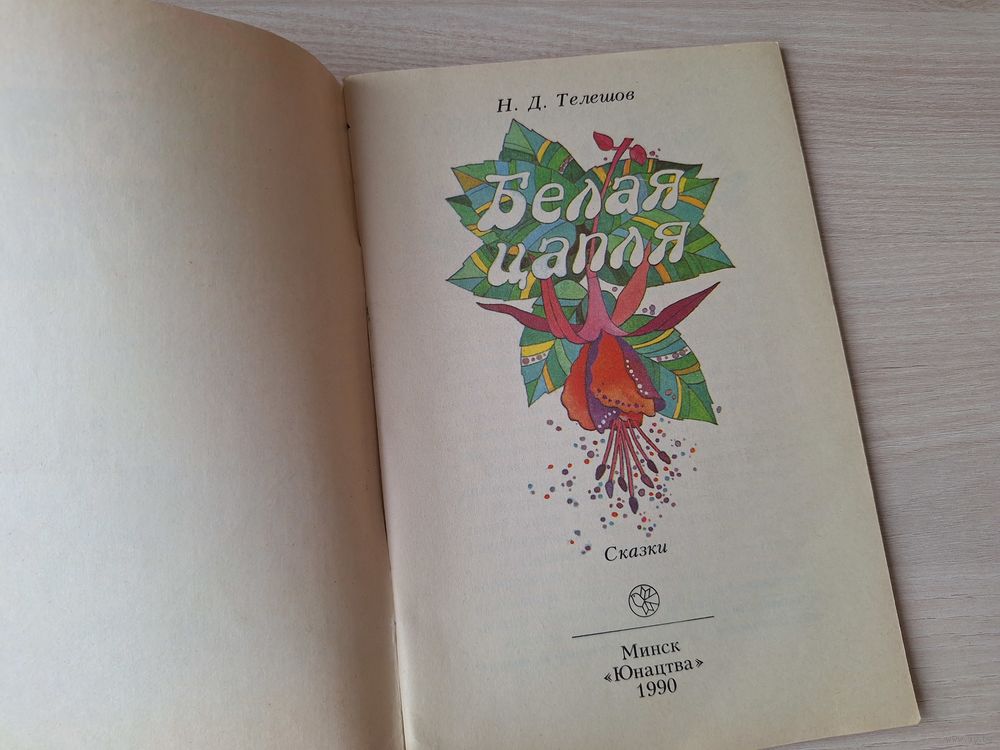 Н. Д. Телешов
Белая
цапля
Сказки
Минск
«Юнацтва»
1990